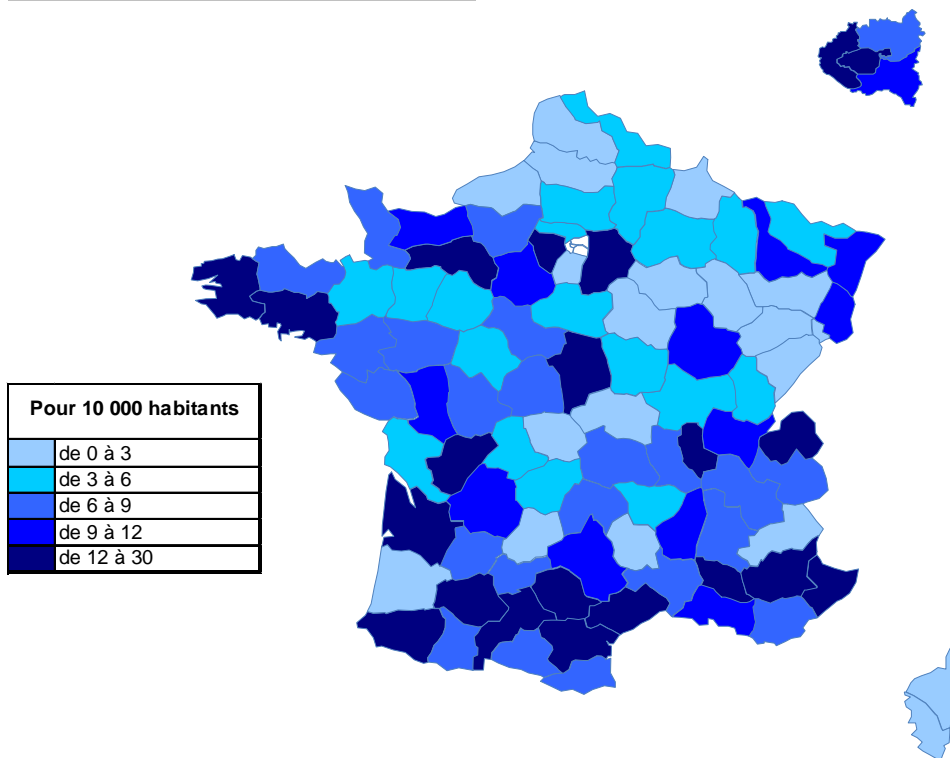 Pour 10 000 habitants
de 0 à 3
de 3 à 6
de 6 à 9
de 9 à 12
de 12 à 30